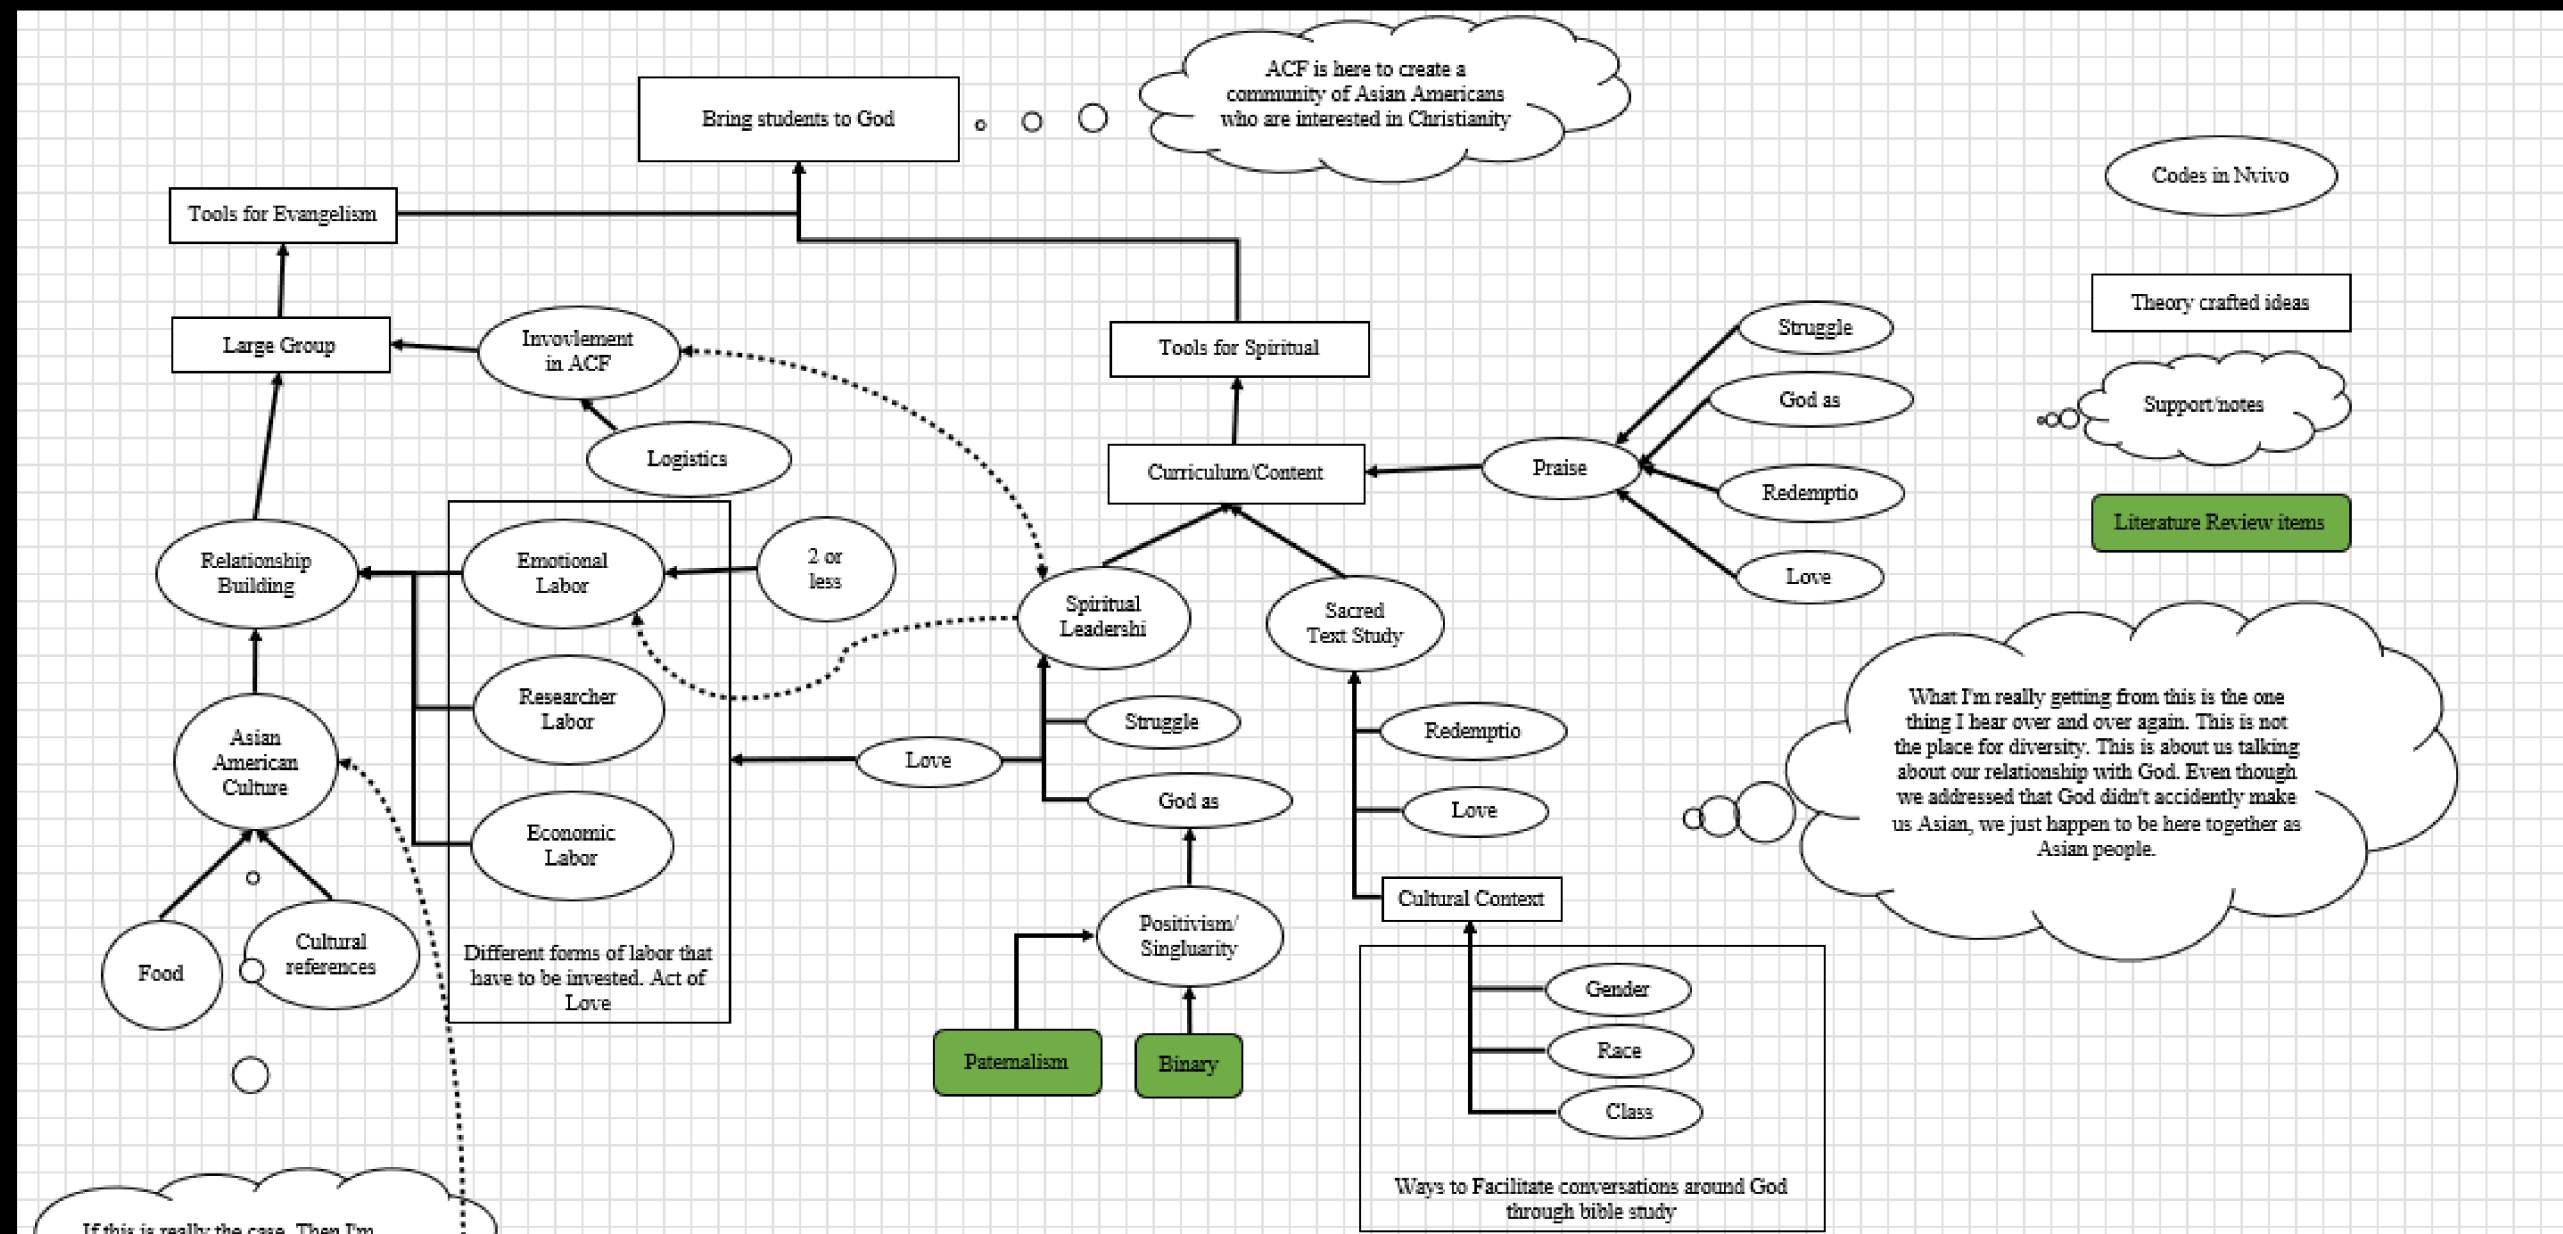 ACF is here to create a
community of Asian Americans
who are interested in Christianity
Bring students to God
Codes in Nvivo
Tools for Evangelism
Theory crafted ideas
Large Group
Invovlement
in ACF
Tools for Spiritual
Struggle
God as
Support/notes
Logistics
Curriculum/Content
Praise
Redemptio
Literature Review items
Love
Relationship
Building
Emotional
Labor
2 or
less
Spiritual
Leadershi
Sacred
Text Study
Researcher
Labor
Struggle
Redemptio
What I'm really getting from this is the one
thing I hear over and over again. This is not
the place for diversity. This is about us talking
about our relationship with God. Even though
we addressed that God didn't accidently make
us Asian, we just happen to be here together as
Asian people.
Asian
American
Culture
Love
God as
Love
Economic
Labor
Cultural Context
Positivism/
Singluarity
Food
Cultural
references
Different forms of labor that
have to be invested. Act of
Love
Gender
Race
Class
Paternalism
Binary
Ways to Facilitate conversations around God
through bible study
If this is really the case. Then I'm